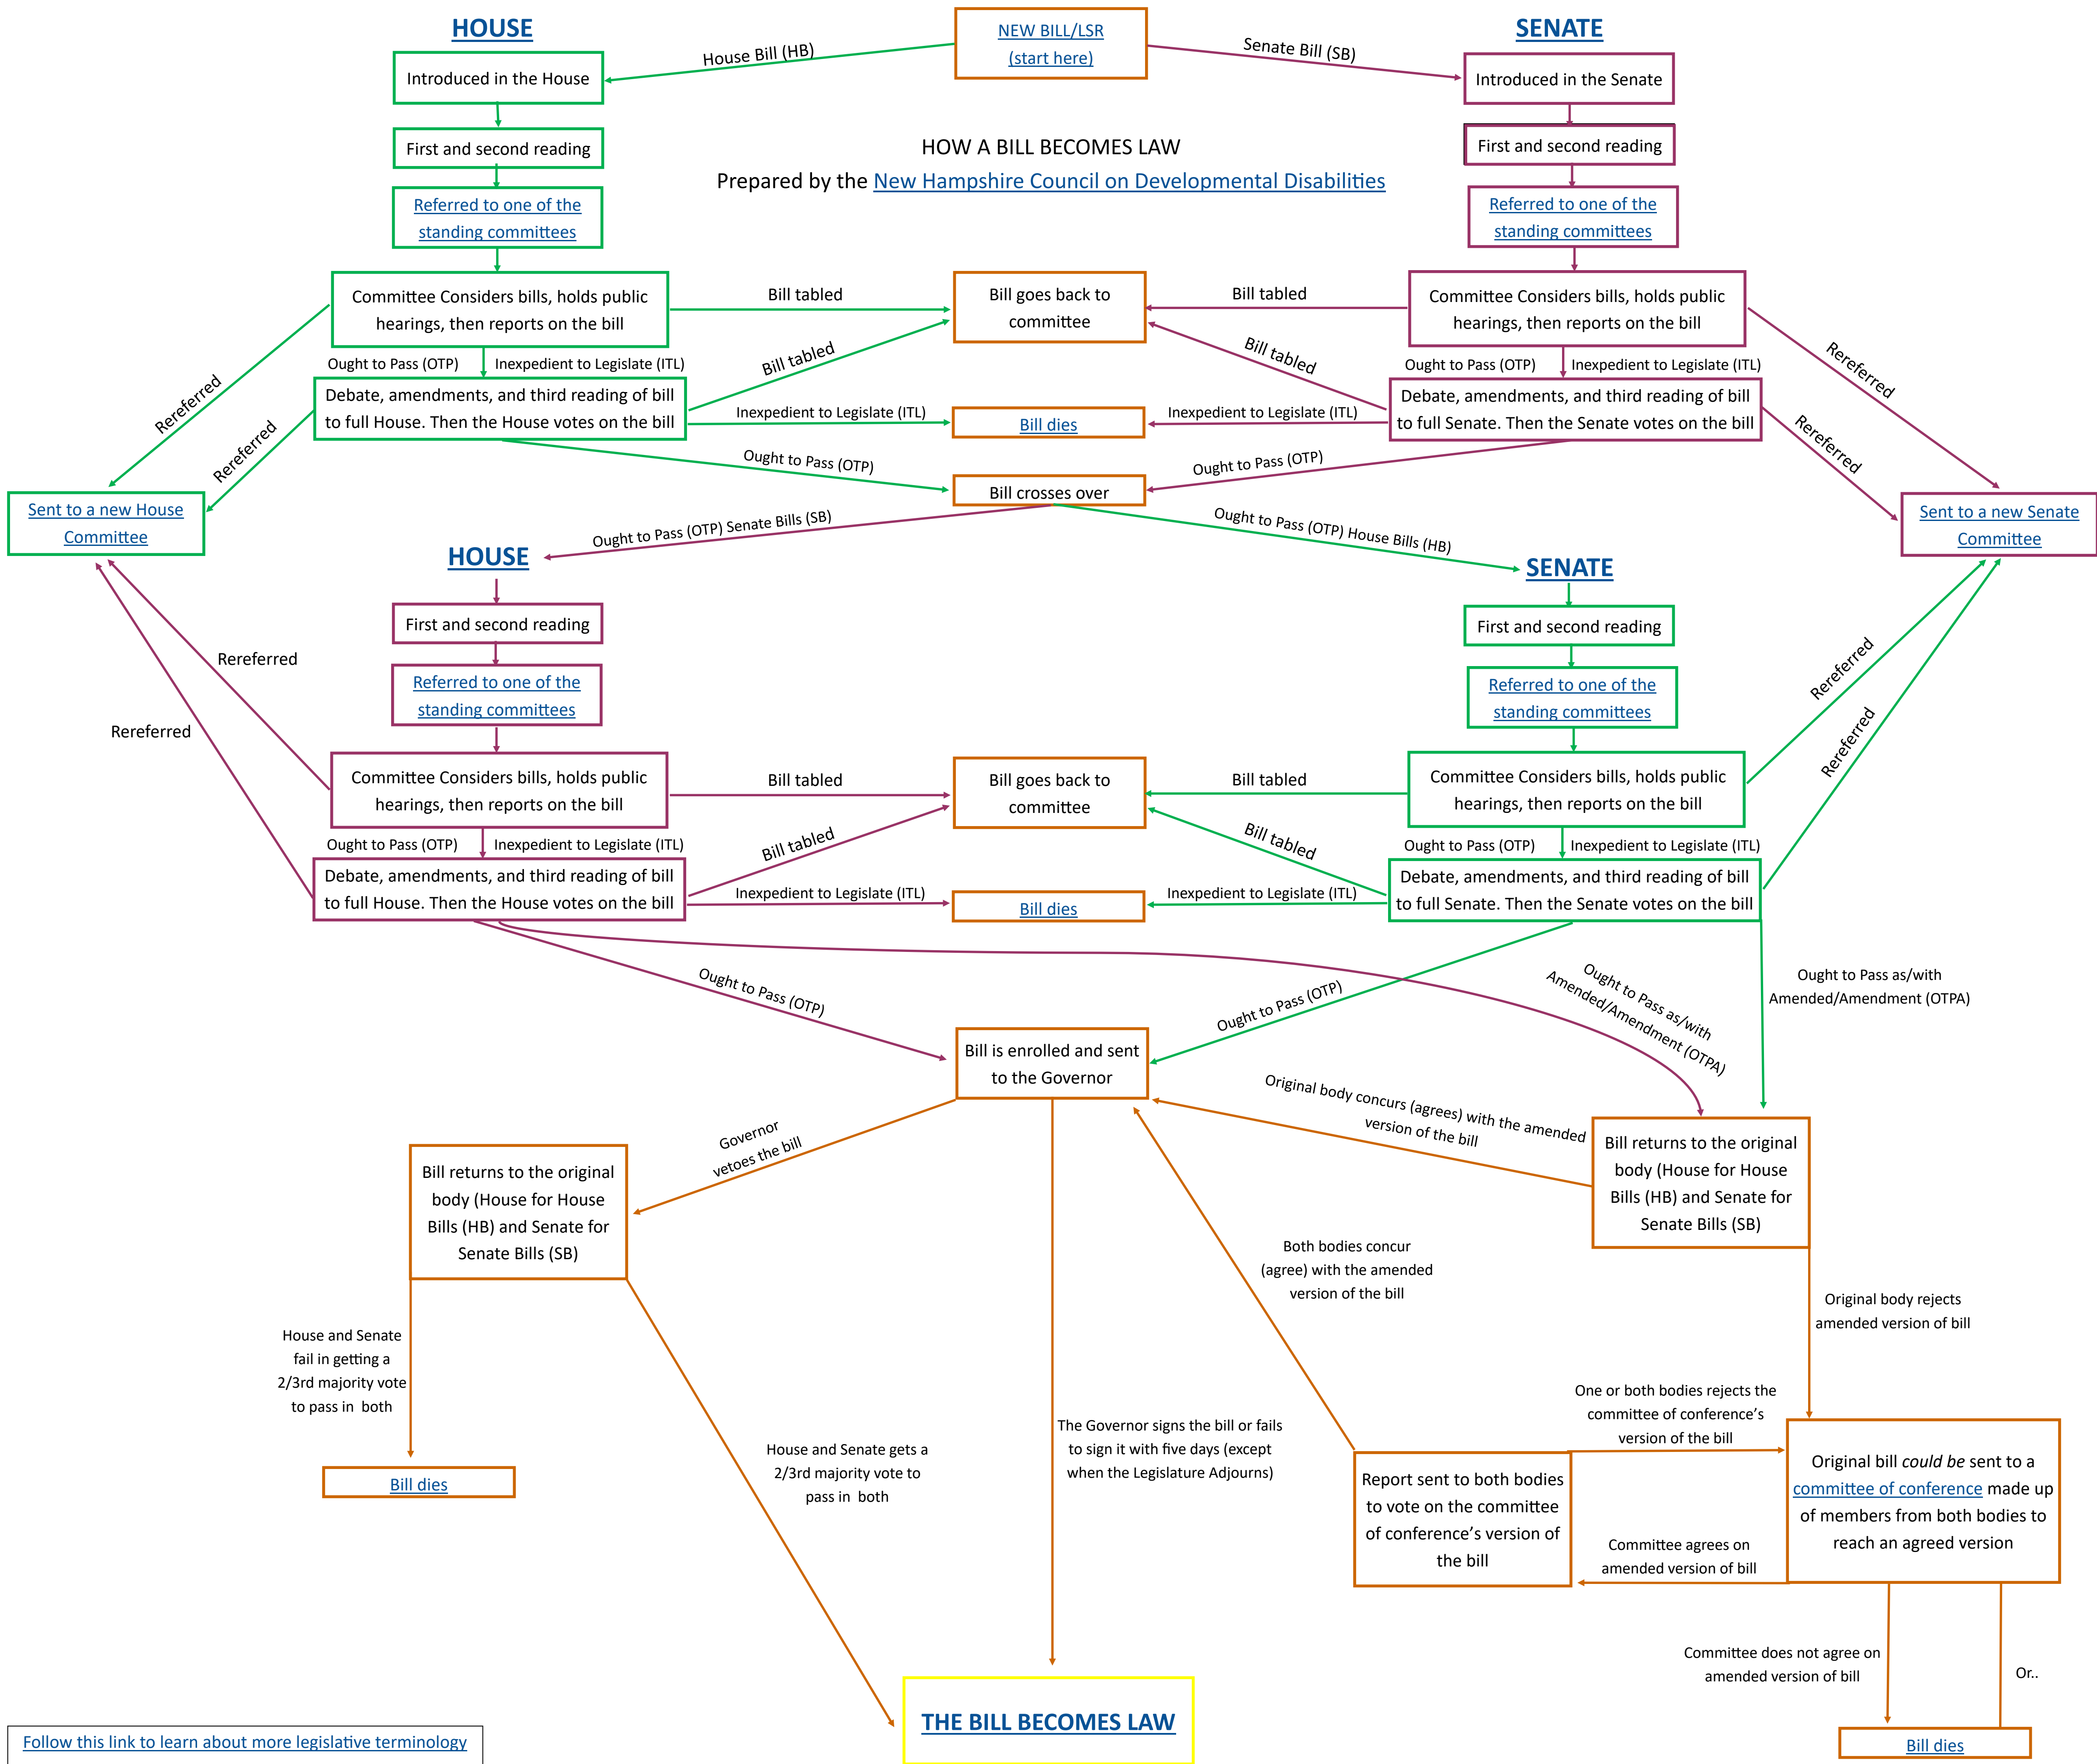 HOUSE
NEW BILL/LSR
(start here)
SENATE
House Bill (HB)
Senate Bill (SB)
Introduced in the House
Introduced in the Senate
First and second reading
First and second reading
HOW A BILL BECOMES LAW
Prepared by the New Hampshire Council on Developmental Disabilities
Referred to one of the
standing committees
Referred to one of the
standing committees
Committee Considers bills, holds public
hearings, then reports on the bill
Bill tabled
Bill goes back to
committee
Bill tabled
Committee Considers bills, holds public
hearings, then reports on the bill
Rereferred
Ought to Pass (OTP)
Inexpedient to Legislate (ITL)
Bill tabled
Bill tabled
Ought to Pass (OTP)
Inexpedient to Legislate (ITL)
Rereferred
Rereferred
Debate, amendments, and third reading of bill
to full House. Then the House votes on the bill
Inexpedient to Legislate (ITL)
Bill dies
Inexpedient to Legislate (ITL)
Debate, amendments, and third reading of bill
to full Senate. Then the Senate votes on the bill
Rereferred
Ought to Pass (OTP)
Bill crosses over
Ought to Pass (OTP)
Sent to a new House
Committee
Sent to a new Senate
Committee
Ought to Pass (OTP) Senate Bills (SB)
Ought to Pass (OTP) House Bills (HB)
HOUSE
SENATE
First and second reading
First and second reading
Rereferred
Rereferred
Referred to one of the
standing committees
Referred to one of the
standing committees
Rereferred
Rereferred
Committee Considers bills, holds public
hearings, then reports on the bill
Bill tabled
Bill goes back to
committee
Bill tabled
Committee Considers bills, holds public
hearings, then reports on the bill
Ought to Pass (OTP)
Inexpedient to Legislate (ITL)
Bill tabled
Bill tabled
Ought to Pass (OTP)
Inexpedient to Legislate (ITL)
Debate, amendments, and third reading of bill
to full House. Then the House votes on the bill
Inexpedient to Legislate (ITL)
Bill dies
Inexpedient to Legislate (ITL)
Debate, amendments, and third reading of bill
to full Senate. Then the Senate votes on the bill
Ought to Pass (OTP)
Ought to Pass (OTP)
Ought to Pass as/with
Amended/Amendment (OTPA)
Ought to Pass as/with
Amended/Amendment (OTPA)
Bill is enrolled and sent
to the Governor
Original body concurs (agrees) with the amended
version of the bill
Governor
vetoes the bill
Bill returns to the original
body (House for House
Bills (HB) and Senate for
Senate Bills (SB)
Bill returns to the original
body (House for House
Bills (HB) and Senate for
Senate Bills (SB)
Both bodies concur
(agree) with the amended
version of the bill
Original body rejects
amended version of bill
House and Senate
fail in getting a
2/3rd majority vote
to pass in  both
One or both bodies rejects the
committee of conference's
version of the bill
House and Senate gets a
2/3rd majority vote to
pass in  both
The Governor signs the bill or fails
to sign it with five days (except
when the Legislature Adjourns)
Bill dies
Report sent to both bodies
to vote on the committee
of conference's version of
the bill
Original bill could be sent to a
committee of conference made up
of members from both bodies to
reach an agreed version
Committee agrees on
amended version of bill
Committee does not agree on
amended version of bill
Or..
THE BILL BECOMES LAW
Follow this link to learn about more legislative terminology
Bill dies